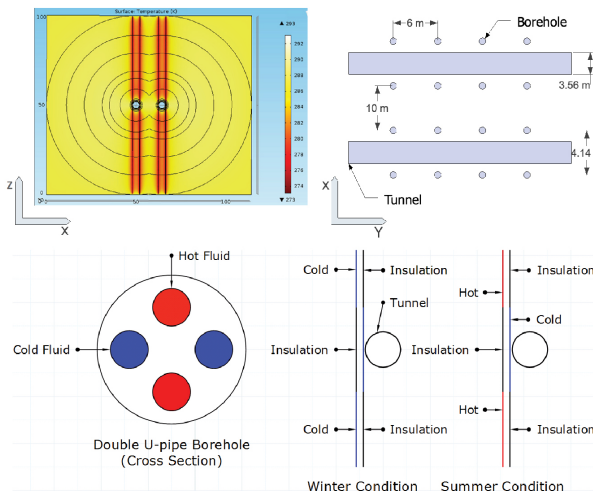 Surface: Temperature (K)
100
50
0
50
0
50
100
▲ 293
292
290
288
286
284
282
280
278
276
274
▼ 273
Z
X
6 m
Borehole
3.56 m
10 m
4.14
Tunnel
X
Y
Hot Fluid
Cold Fluid
Double U-pipe Borehole
(Cross Section)
Cold
Insulation
Tunnel
Insulation
Cold
Insulation
Winter Condition
Insulation
Hot
Cold
Insulation
Hot
Insulation
Summer Condition